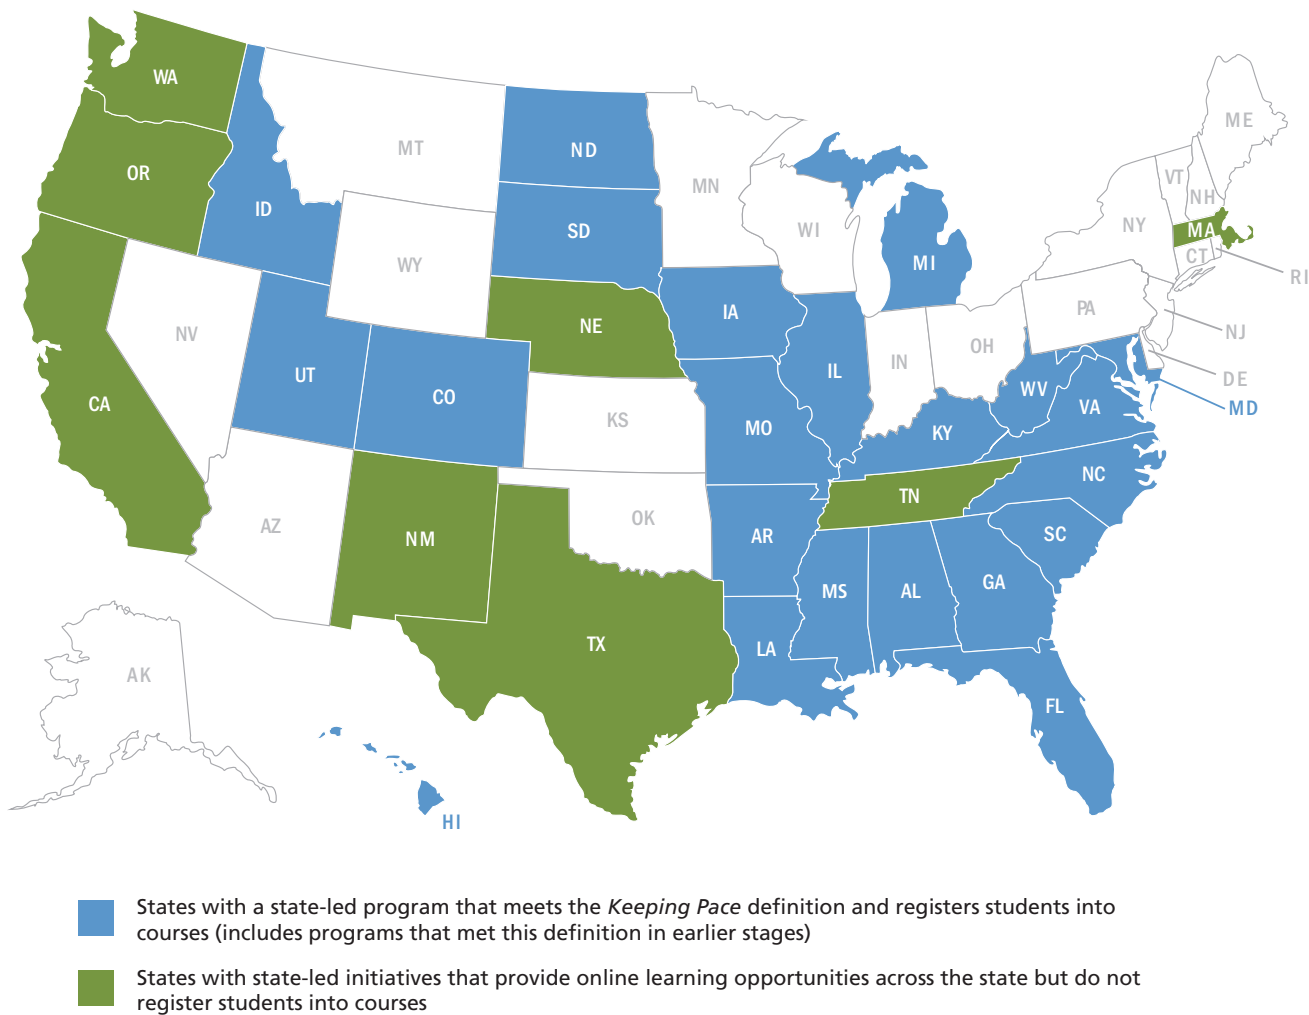 WA
ME
MT
ND
MN
OR
VT
MI
NH
ID
SD
WI
NY
MA
CT
RI
WY
IA
PA
NE
NV
NJ
OH
IN
IL
UT
DE
CO
WV
CA
VA
MD
KS
MO
KY
NC
TN
OK
AZ
SC
AR
NM
GA
MS
AL
TX
LA
AK
FL
HI
States with a state-led program that meets the Keeping Pace definition and registers students into
courses (includes programs that met this definition in earlier stages)
States with state-led initiatives that provide online learning opportunities across the state but do not
register students into courses